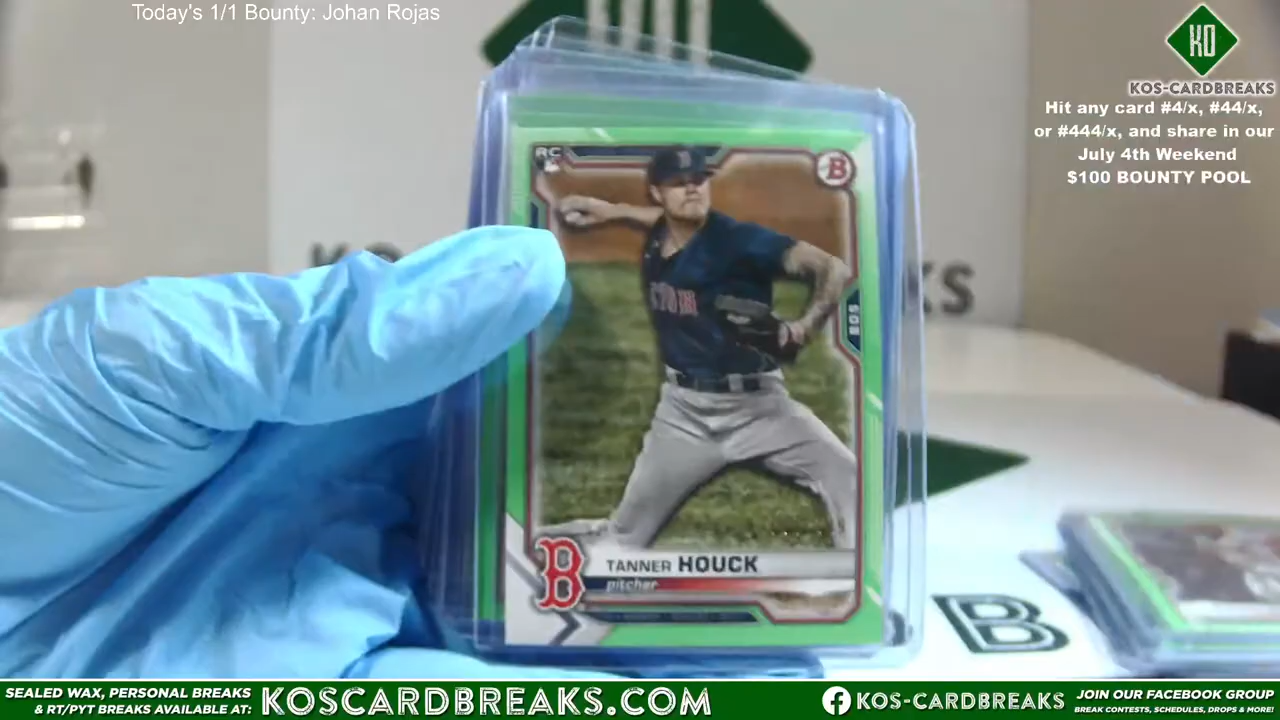 Today's 1/1 Bounty: Johan Rojas
KO
KOS-CARDBREAKS
Hit any card #4/x, #44/x,
or #444/x, and share in our
July 4th Weekend
$100 BOUNTY POOL
RC
B
B
BOS
KS
B
TANNER HOUCK
pitcher
B
SEALED WAX, PERSONAL BREAKS
& RT/PYT BREAKS AVAILABLE AT:
KOSCARDBREAKS.COM
KOS-CARDBREAKS
JOIN OUR FACEBOOK GROUP
BREAK CONTESTS, SCHEDULES, DROPS & MORE!